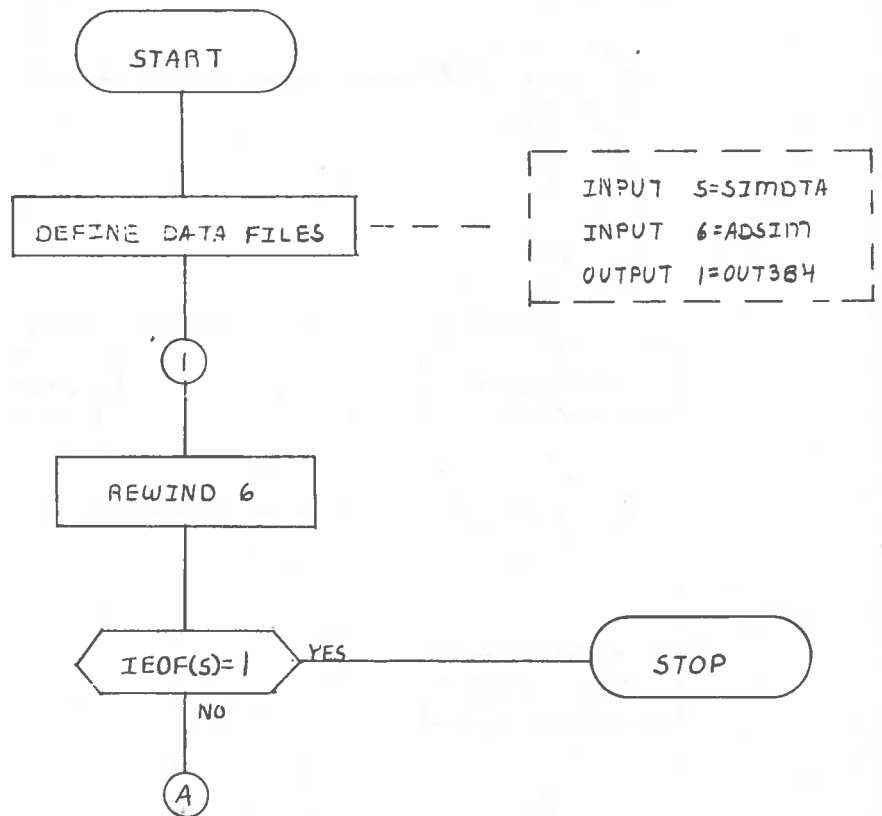 START
DEFINE DATA FILES
INPUT 5=SIMDTA
INPUT 6=ADSIM
OUTPUT 1=OUT3B4
1
REWIND 6
IEOF(5)=1
YES
STOP
NO
A